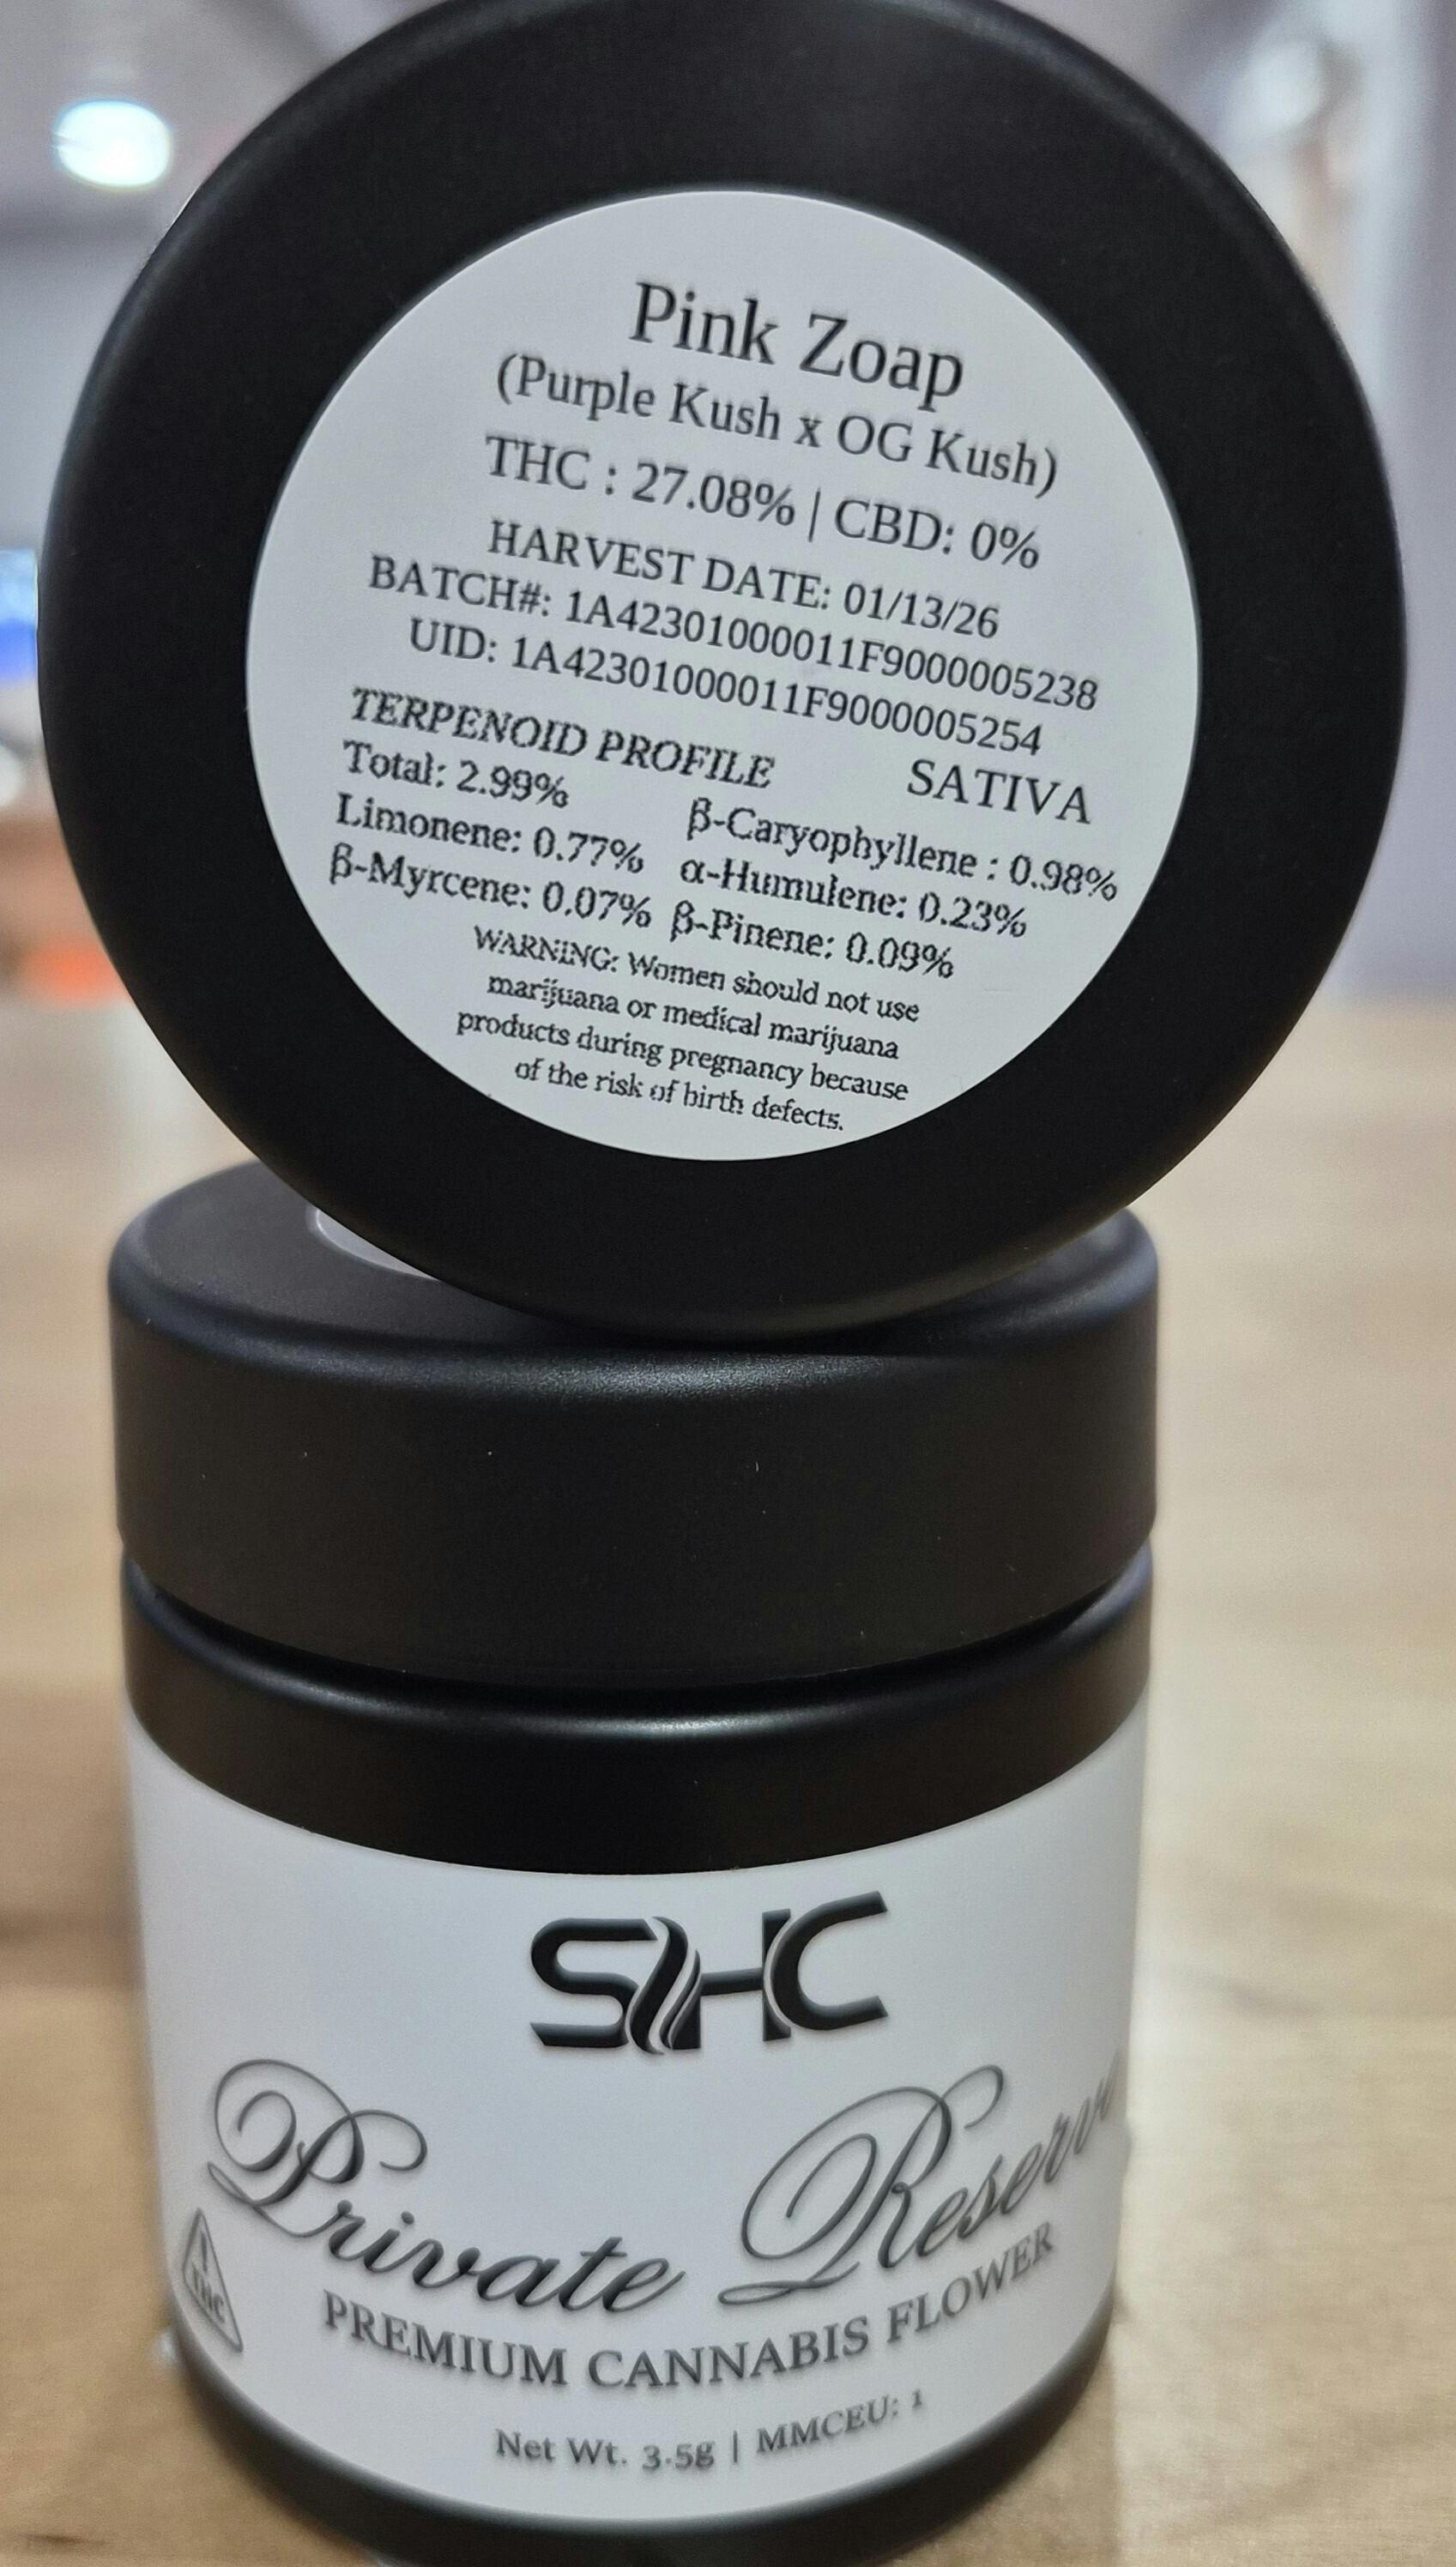 Pink Zoap
(Purple Kush x OG Kush)
THC : 27.08% | CBD: 0%
HARVEST DATE: 01/13/26
BATCH#: 1A42301000011F9000005238
UID: 1A42301000011F9000005254
TERPENOID PROFILE SATIVA
Total: 2.99% β-Caryophyllene : 0.98%
Limonene: 0.77% α-Humulene: 0.23%
β-Myrcene: 0.07% β-Pinene: 0.09%
WARNING: Women should not use
marijuana or medical marijuana
products during pregnancy because
of the risk of birth defects.
SHC
Private Reserve
! THC
PREMIUM CANNABIS FLOWER
Net Wt. 3.5g | MMCEU: 1